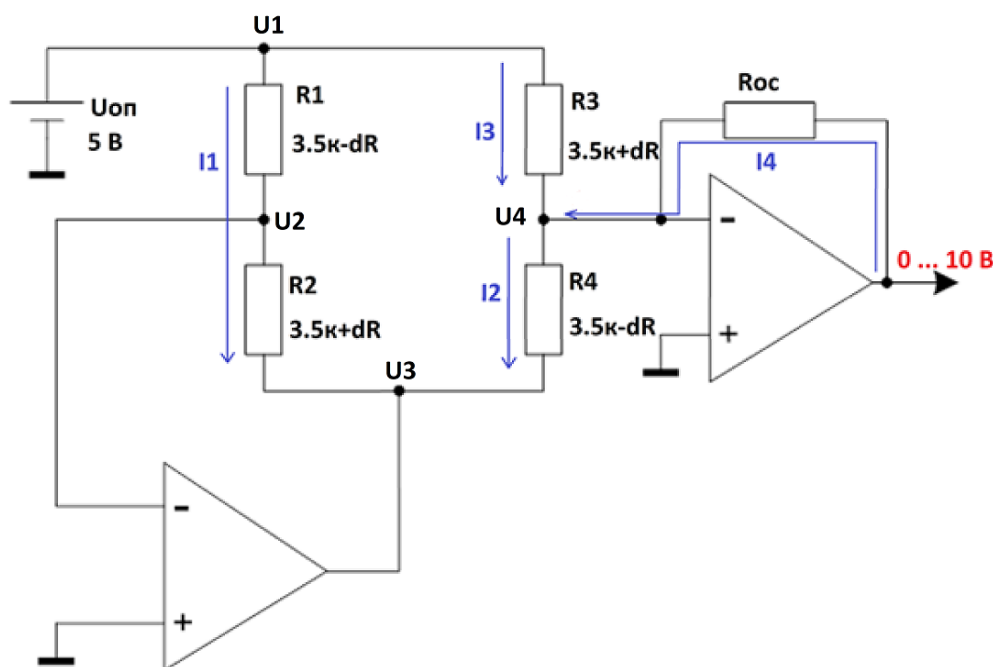 U1
Uоп
5 В
R1
3.5к-dR
I1
I3
R3
3.5к+dR
Rос
I4
U2
U4
0 ... 10 В
R2
3.5к+dR
I2
R4
3.5к-dR
U3
-
+
-
+